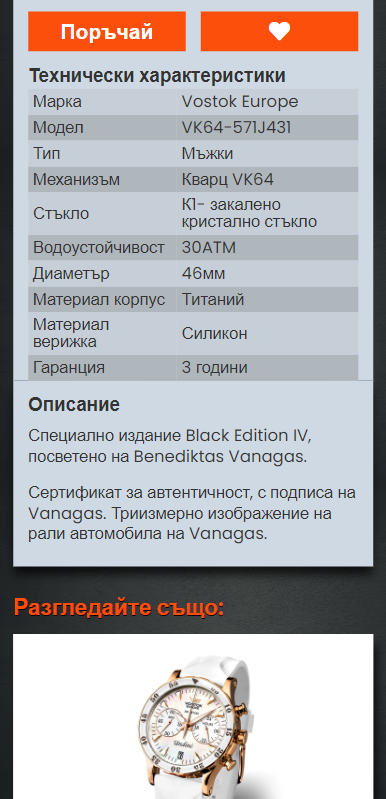 Поръчай
Технически характеристики
Марка Vostok Europe
Модел VK64-571J431
Тип Мъжки
Механизъм Кварц VK64
Стъкло К1- закалено
кристално стъкло
Водоустойчивост 30ATM
Диаметър 46мм
Материал корпус Титаний
Материал
верижка Силикон
Гаранция 3 години
Описание
Специално издание Black Edition IV,
посветено на Benediktas Vanagas.
Сертификат за автентичност, с подписа на
Vanagas. Триизмерно изображение на
рали автомобила на Vanagas.
Разгледайте също: